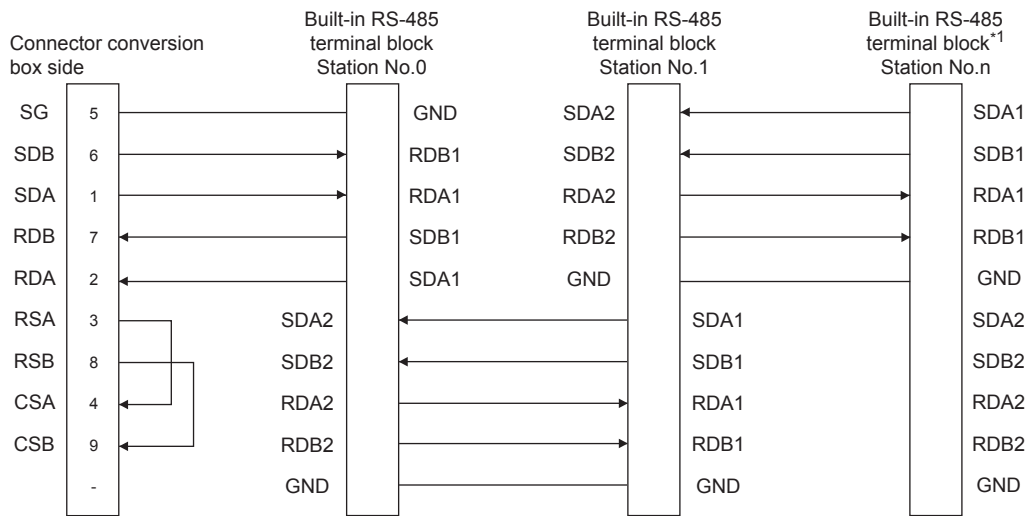 Connector conversion
box side
Built-in RS-485
terminal block
Station No.0
Built-in RS-485
terminal block
Station No.1
Built-in RS-485
terminal block*1
Station No.n
SG 5 GND SDA2 SDA1
SDB 6 RDB1 SDB2 SDB1
SDA 1 RDA1 RDA2 RDA1
RDB 7 SDB1 RDB2 RDB1
RDA 2 SDA1 GND GND
RSA 3 SDA2 SDA1 SDA2
RSB 8 SDB2 SDB1 SDB2
CSA 4 RDA2 RDA1 RDA2
CSB 9 RDB2 RDB1 RDB2
- GND GND GND